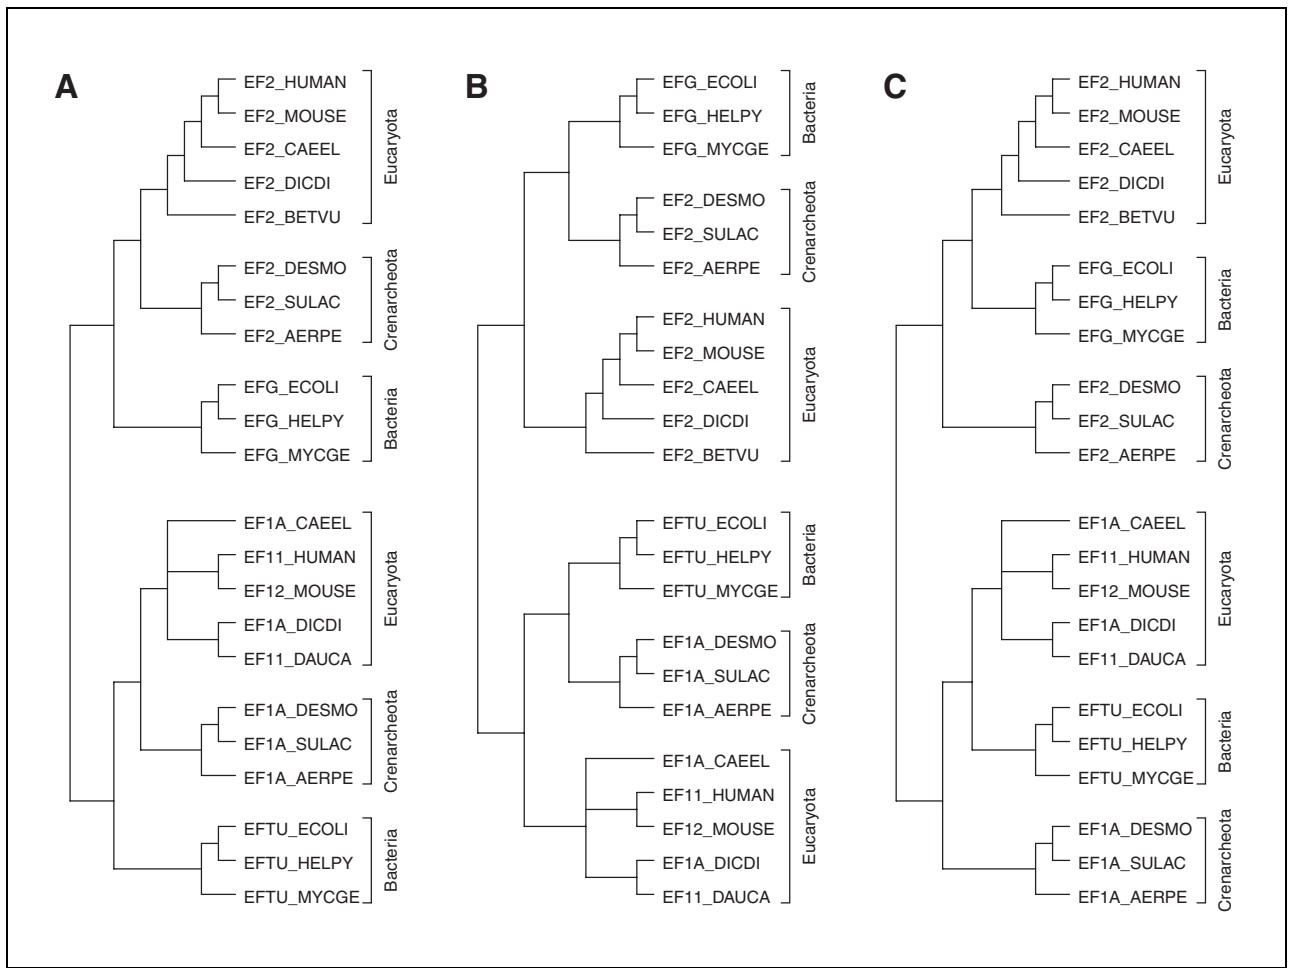 A
EF2_HUMAN
EF2_MOUSE
EF2_CAEEL
EF2_DICDI
EF2_BETVU
Eucaryota
EF2_DESMO
EF2_SULAC
EF2_AERPE
Crenarcheota
EFG_ECOLI
EFG_HELPY
EFG_MYCGE
Bacteria
EF1A_CAEEL
EF11_HUMAN
EF12_MOUSE
EF1A_DICDI
EF11_DAUCA
Eucaryota
EF1A_DESMO
EF1A_SULAC
EF1A_AERPE
Crenarcheota
EFTU_ECOLI
EFTU_HELPY
EFTU_MYCGE
Bacteria
B
EFG_ECOLI
EFG_HELPY
EFG_MYCGE
Bacteria
EF2_DESMO
EF2_SULAC
EF2_AERPE
Crenarcheota
EF2_HUMAN
EF2_MOUSE
EF2_CAEEL
EF2_DICDI
EF2_BETVU
Eucaryota
EFTU_ECOLI
EFTU_HELPY
EFTU_MYCGE
Bacteria
EF1A_DESMO
EF1A_SULAC
EF1A_AERPE
Crenarcheota
EF1A_CAEEL
EF11_HUMAN
EF12_MOUSE
EF1A_DICDI
EF11_DAUCA
Eucaryota
C
EF2_HUMAN
EF2_MOUSE
EF2_CAEEL
EF2_DICDI
EF2_BETVU
Eucaryota
EFG_ECOLI
EFG_HELPY
EFG_MYCGE
Bacteria
EF2_DESMO
EF2_SULAC
EF2_AERPE
Crenarcheota
EF1A_CAEEL
EF11_HUMAN
EF12_MOUSE
EF1A_DICDI
EF11_DAUCA
Eucaryota
EFTU_ECOLI
EFTU_HELPY
EFTU_MYCGE
Bacteria
EF1A_DESMO
EF1A_SULAC
EF1A_AERPE
Crenarcheota